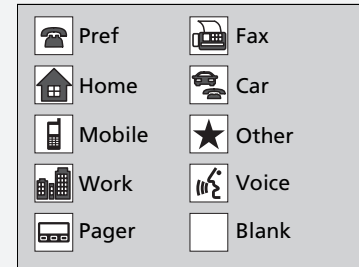 Pref
Home
Mobile
Work
Pager
Fax
Car
Other
Voice
Blank